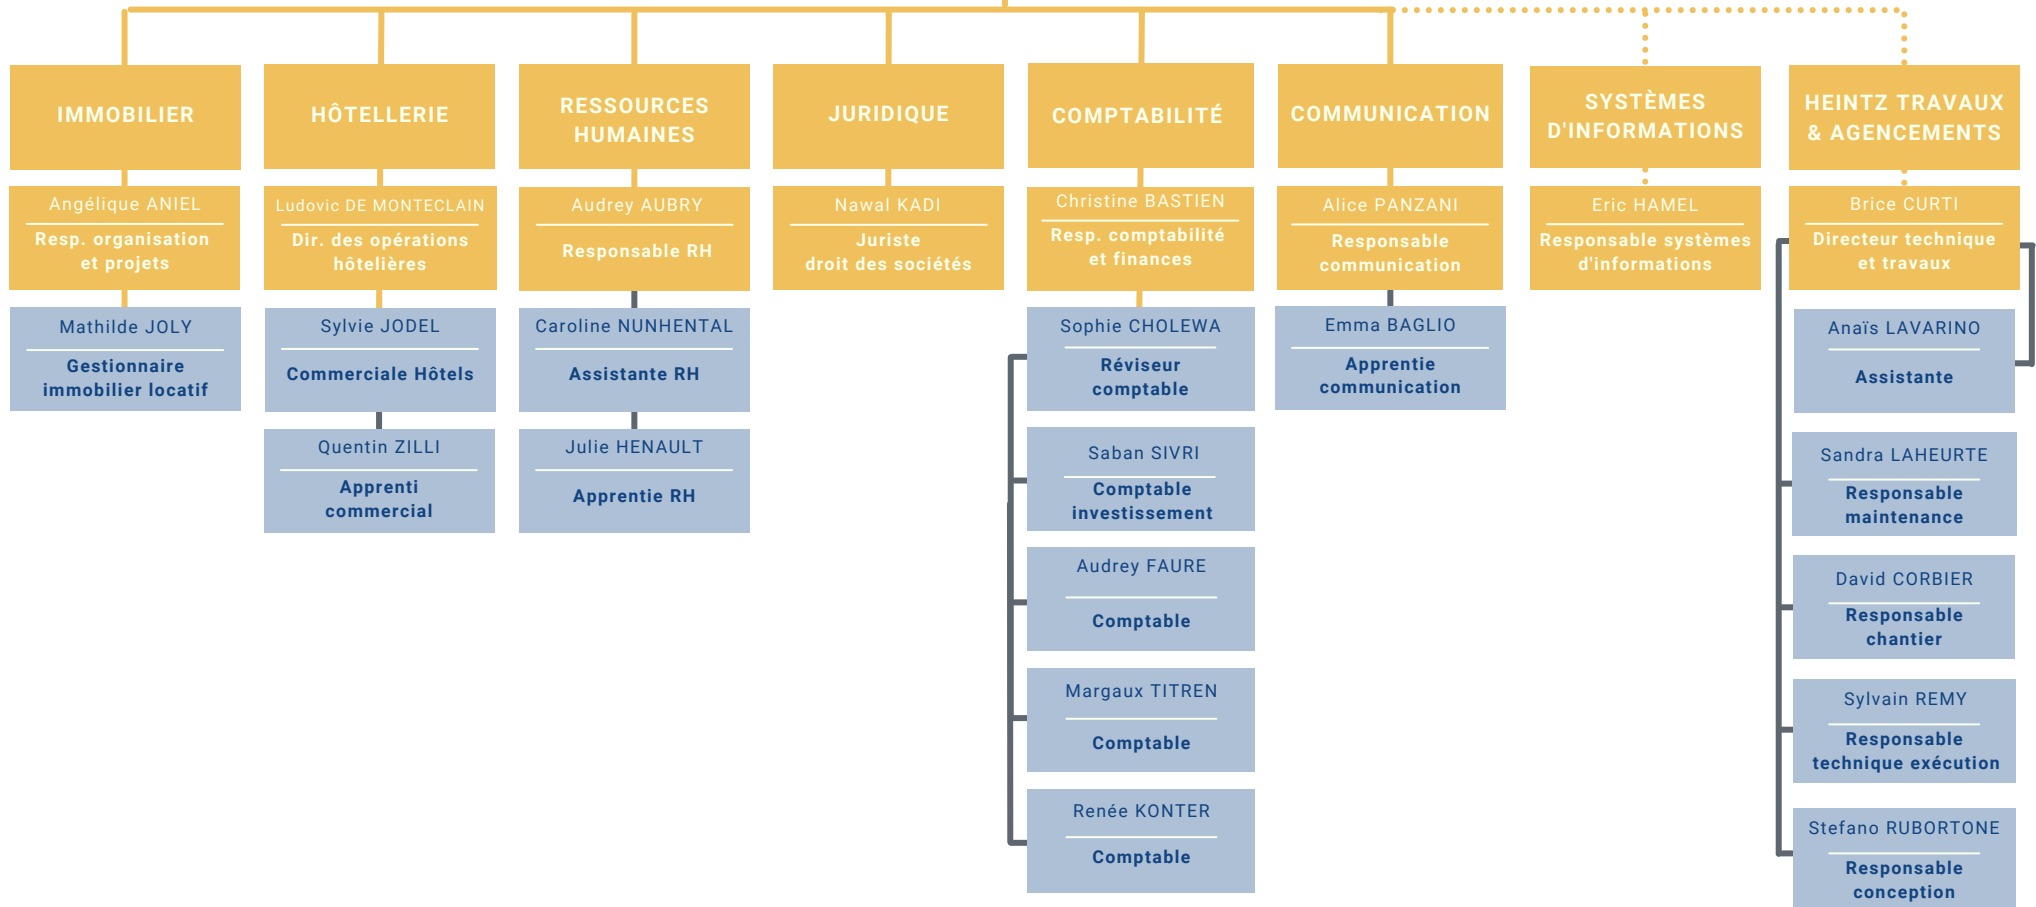 IMMOBILIER
Angélique ANIEL
Resp. organisation
et projets
Mathilde JOLY
Gestionnaire
immobilier locatif
HÔTELLERIE
Ludovic DE MONTECLAIN
Dir. des opérations
hôtelières
Sylvie JODEL
Commerciale Hôtels
Quentin ZILLI
Apprenti
commercial
RESSOURCES
HUMAINES
Audrey AUBRY
Responsable RH
Caroline NUNHENTAL
Assistante RH
Julie HENAULT
Apprentie RH
JURIDIQUE
Nawal KADI
Juriste
droit des sociétés
COMPTABILITÉ
Christine BASTIEN
Resp. comptabilité
et finances
Sophie CHOLEWA
Réviseur
comptable
Saban SIVRI
Comptable
investissement
Audrey FAURE
Comptable
Margaux TITREN
Comptable
Renée KONTER
Comptable
COMMUNICATION
Alice PANZANI
Responsable
communication
Emma BAGLIO
Apprentie
communication
SYSTÈMES
D'INFORMATIONS
Eric HAMEL
Responsable systèmes
d'informations
HEINTZ TRAVAUX
& AGENCEMENTS
Brice CURTI
Directeur technique
et travaux
Anaïs LAVARINO
Assistante
Sandra LAHEURTE
Responsable
maintenance
David CORBIER
Responsable
chantier
Sylvain REMY
Responsable
technique exécution
Stefano RUBORTONE
Responsable
conception